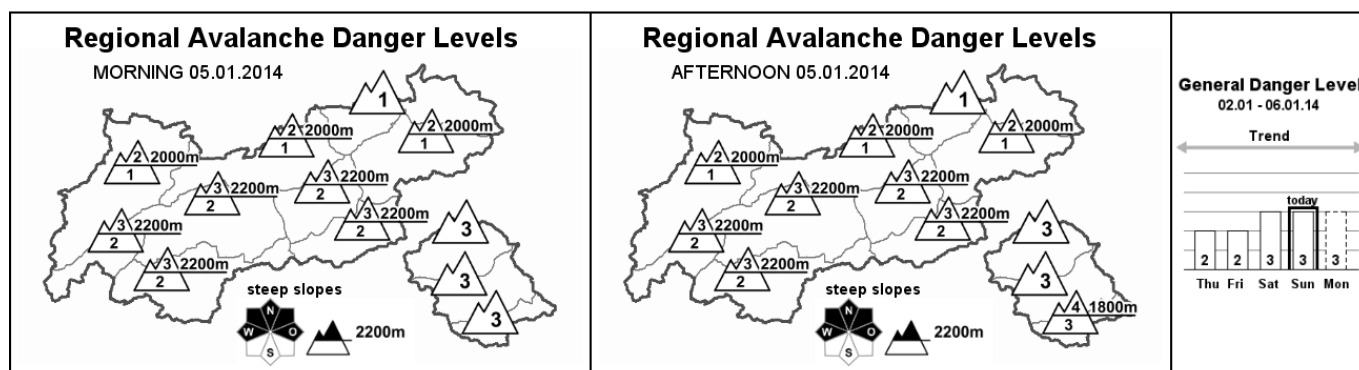 Regional Avalanche Danger Levels
MORNING 05.01.2014
1
2 2000m
1
2 2000m
1
2 2000m
1
3 2200m
2
3 2200m
2
3 2200m
2
3 2200m
2
3 2200m
2
3
3
3
steep slopes
N
W O
S
2200m
Regional Avalanche Danger Levels
AFTERNOON 05.01.2014
1
2 2000m
1
2 2000m
1
2 2000m
1
3 2200m
2
3 2200m
2
3 2200m
2
3 2200m
2
3 2200m
2
3
3
4 1800m
3
steep slopes
N
W O
S
2200m
General Danger Level
02.01 - 06.01.14
Trend
today
2 2 3 3 3
Thu Fri Sat Sun Mon